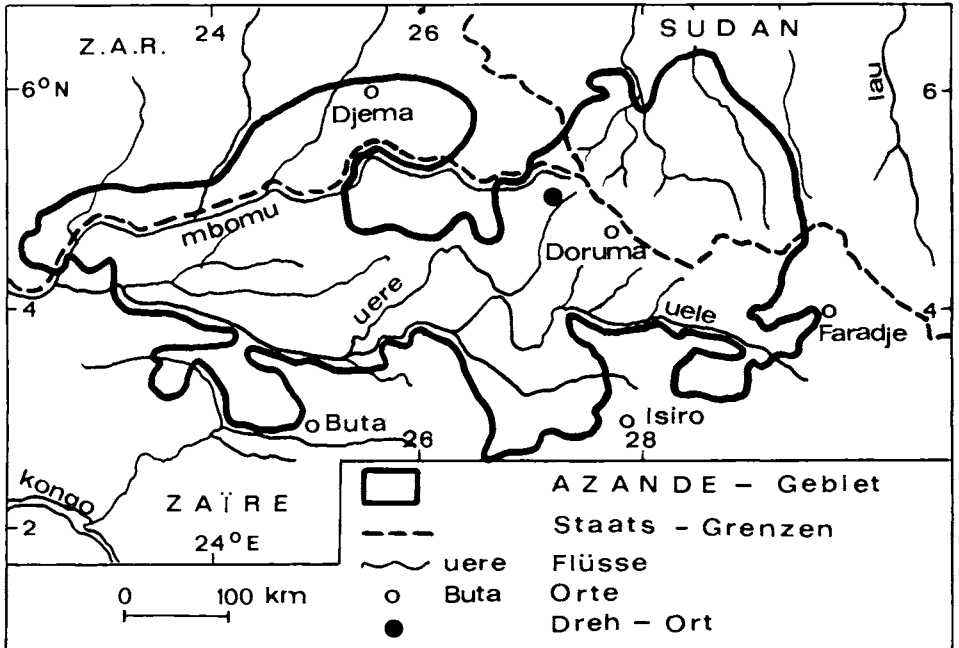 24
26
SUDAN
Z.A.R.
6°N
6
lau
Djema
mbomu
Doruma
uere
4
uele
4
Faradje
Buta
Isiro
26
28
kongo
ZAÏRE
2
24°E
AZANDE – Gebiet
Staats - Grenzen
uere Flüsse
0 100 km
Buta Orte
Dreh – Ort